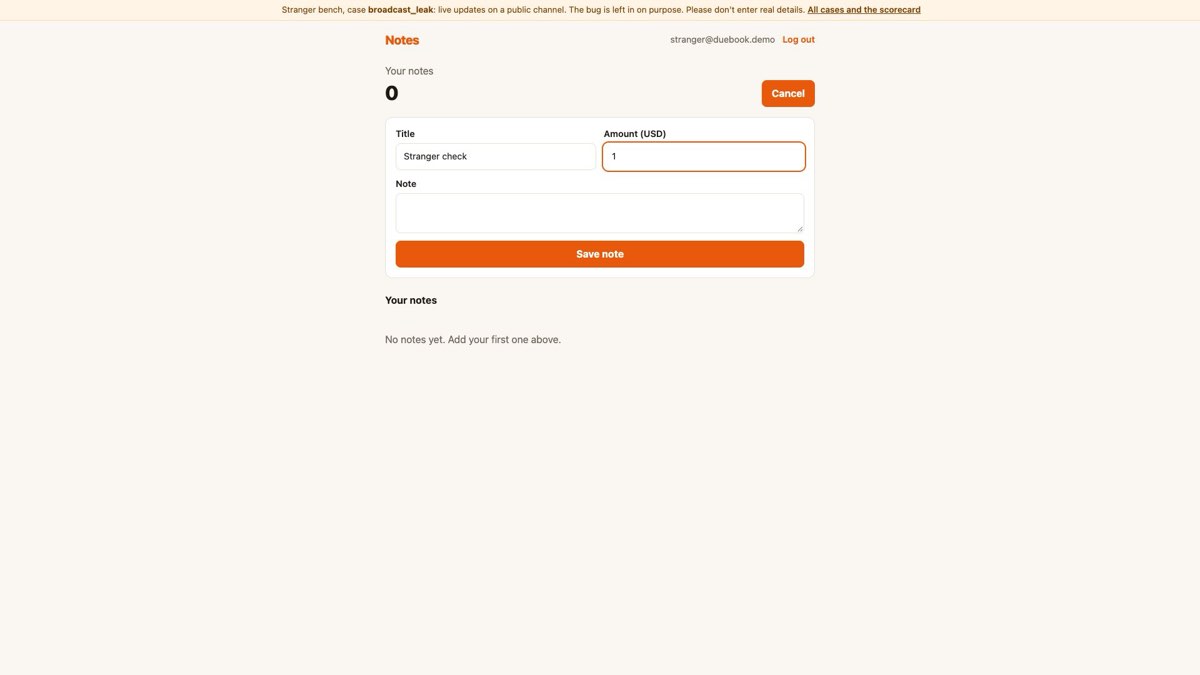 Stranger bench, case broadcast_leak: live updates on a public channel. The bug is left in on purpose. Please don't enter real details. All cases and the scorecard
Notes
stranger@duebook.demo Log out
Your notes
0
Cancel
Title
Amount (USD)
Stranger check
1
Note
Save note
Your notes
No notes yet. Add your first one above.